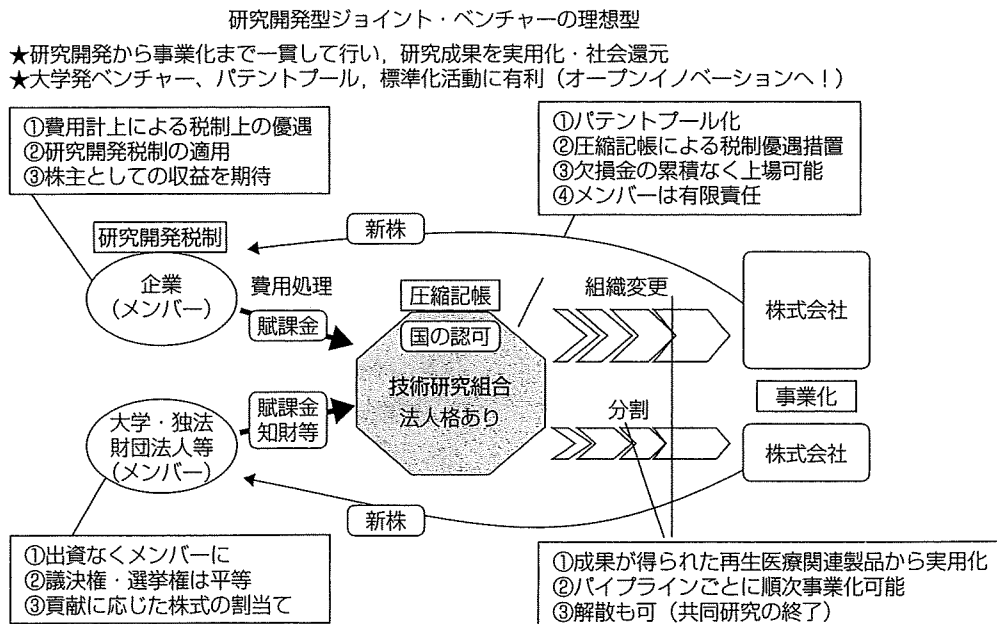 研究開発型ジョイント・ベンチャーの理想型
★研究開発から事業化まで一貫して行い，研究成果を実用化・社会還元
★大学発ベンチャー、パテントプール，標準化活動に有利（オープンイノベーションへ！）
①費用計上による税制上の優遇
②研究開発税制の適用
③株主としての収益を期待
①パテントプール化
②圧縮記帳による税制優遇措置
③欠損金の累積なく上場可能
④メンバーは有限責任
新株
研究開発税制
企業
(メンバー)
費用処理
賦課金
圧縮記帳
国の認可
技術研究組合
法人格あり
組織変更
株式会社
事業化
大学・独法
財団法人等
(メンバー)
賦課金
知財等
分割
株式会社
新株
①出資なくメンバーに
②議決権・選挙権は平等
③貢献に応じた株式の割当て
①成果が得られた再生医療関連製品から実用化
②パイプラインごとに順次事業化可能
③解散も可（共同研究の終了）